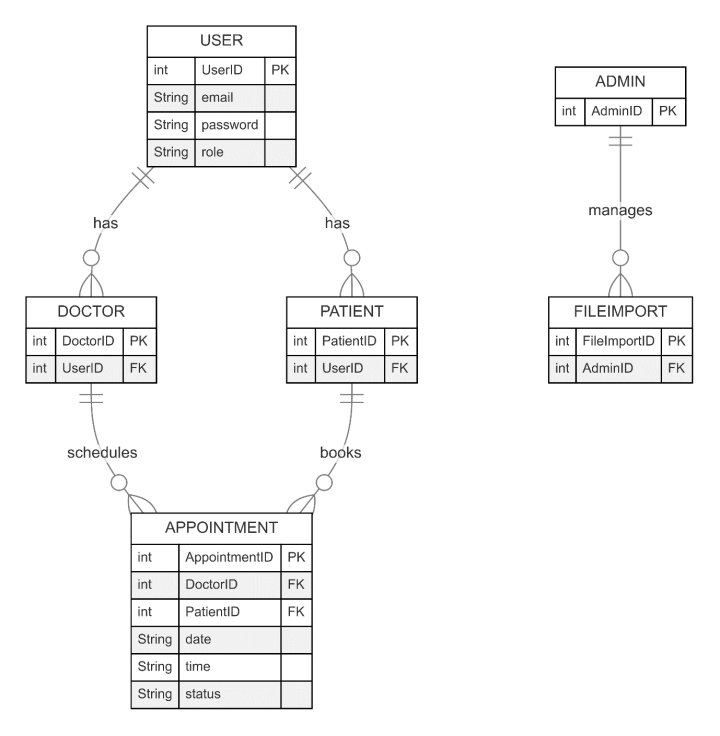 USER
int UserID PK
String email
String password
String role
ADMIN
int AdminID PK
has
has
manages
DOCTOR
int DoctorID PK
int UserID FK
PATIENT
int PatientID PK
int UserID FK
FILEIMPORT
int FileImportID PK
int AdminID FK
schedules
books
APPOINTMENT
int AppointmentID PK
int DoctorID FK
int PatientID FK
String date
String time
String status